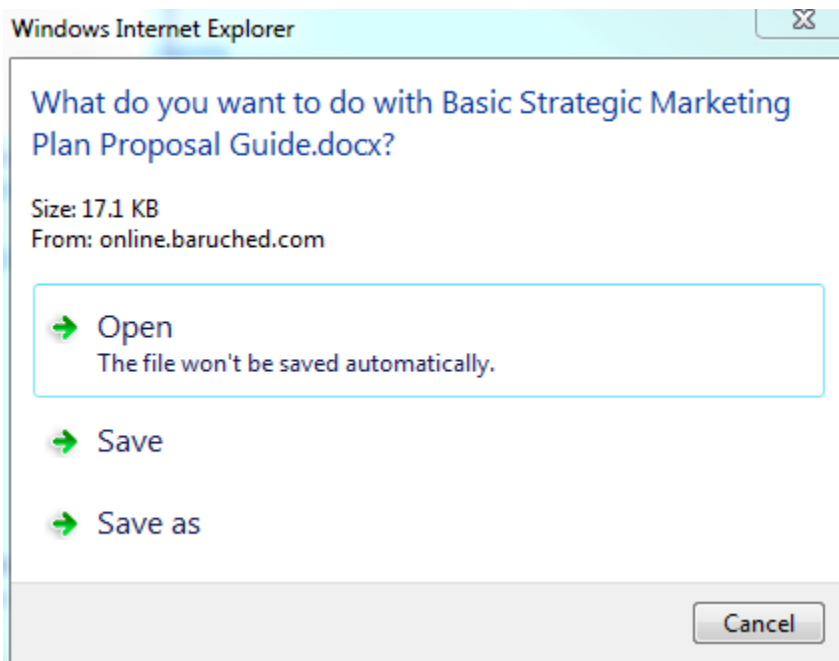 Windows Internet Explorer
What do you want to do with Basic Strategic Marketing
Plan Proposal Guide.docx?
Size: 17.1 KB
From: online.baruched.com
Open
The file won't be saved automatically.
Save
Save as
Cancel